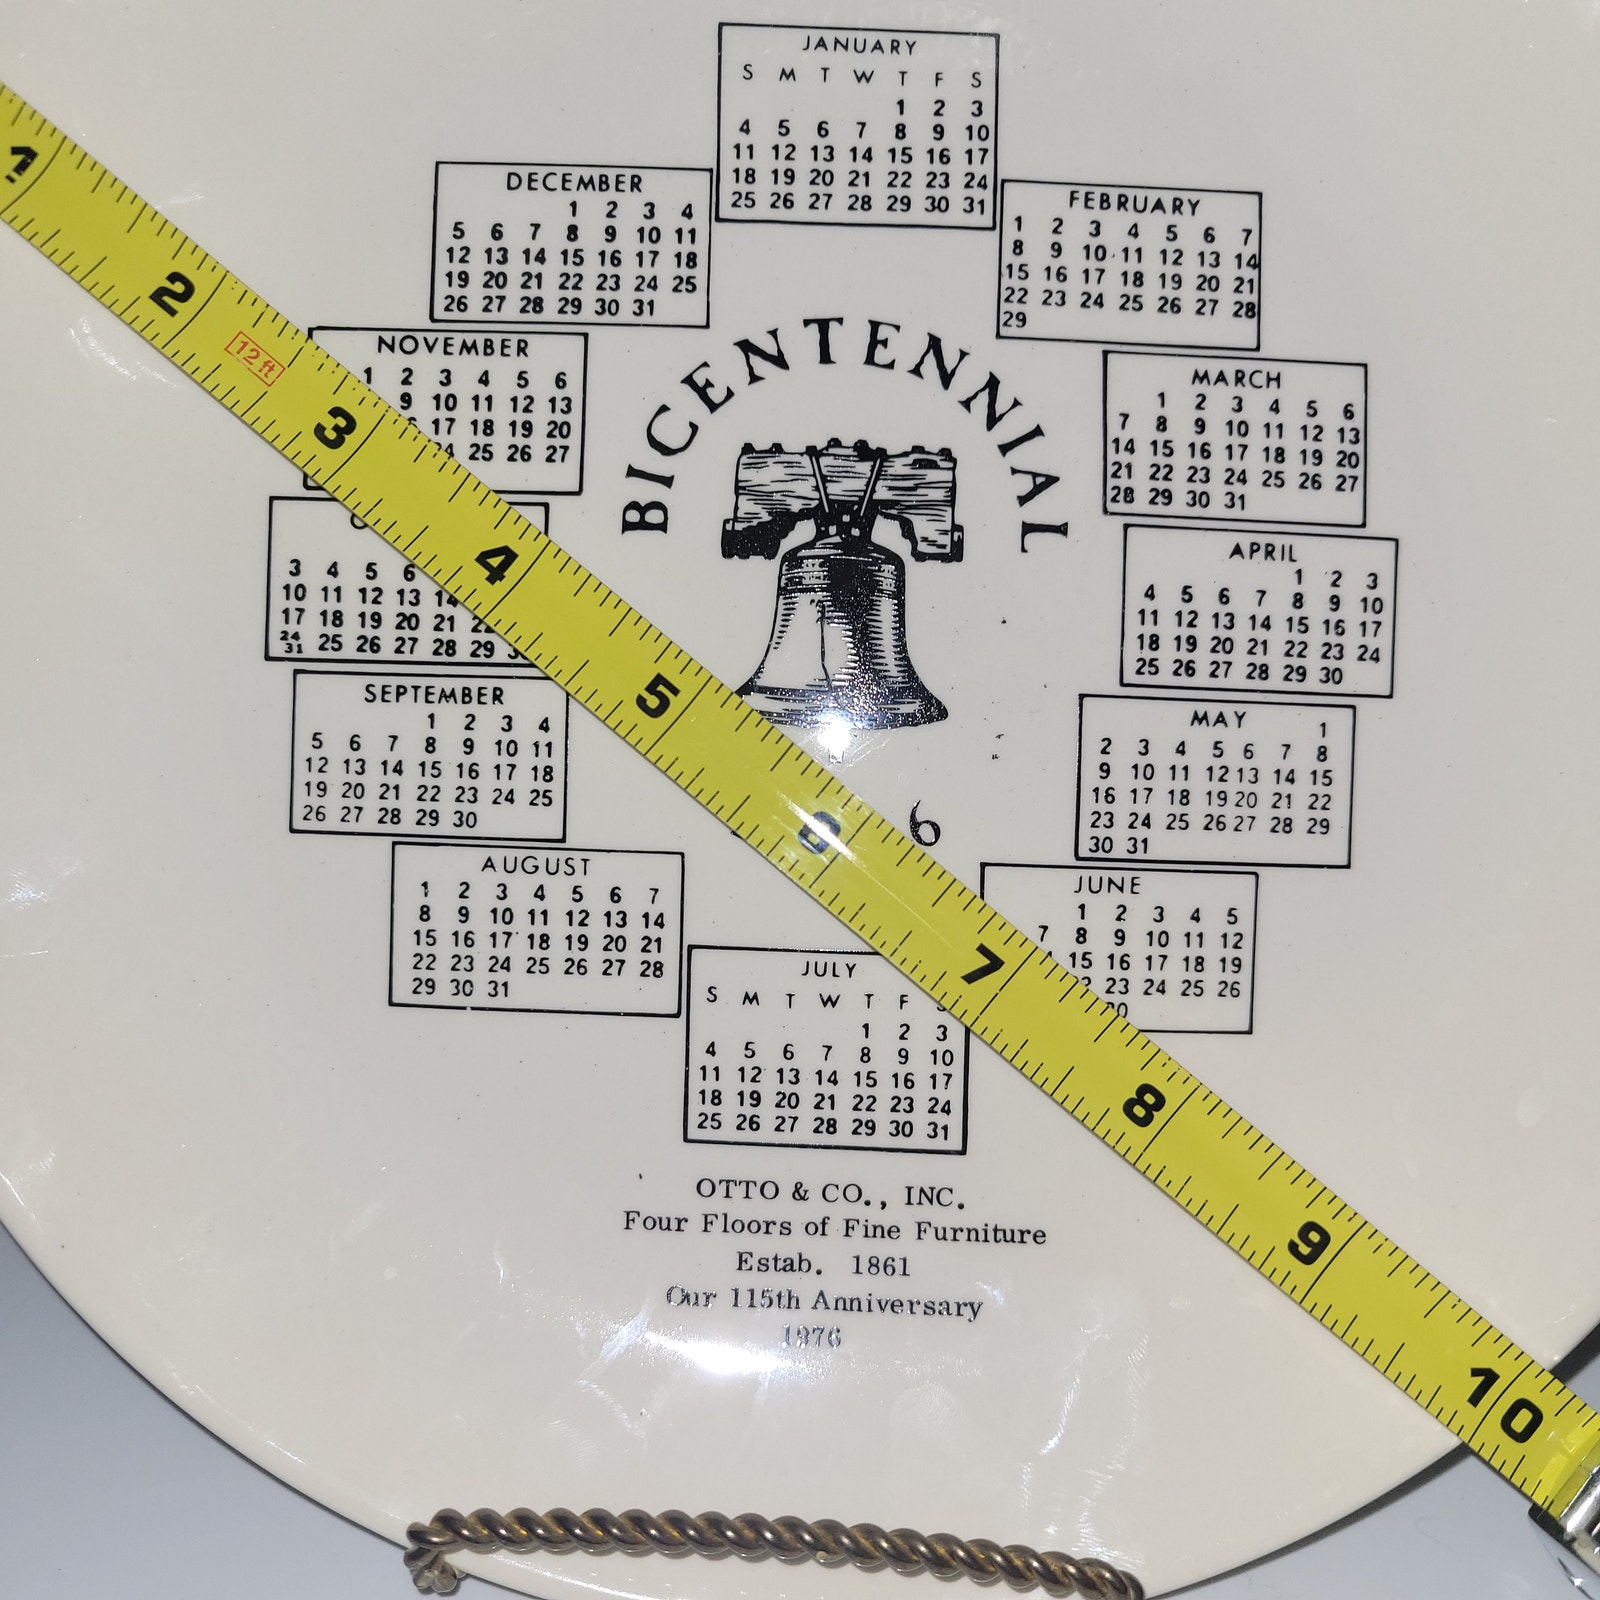 JANUARY
S M T W T F S
1 2 3
4 5 6 7 8 9 10
11 12 13 14 15 16 17
18 19 20 21 22 23 24
25 26 27 28 29 30 31
FEBRUARY
1 2 3 4 5 6 7
8 9 10 11 12 13 14
15 16 17 18 19 20 21
22 23 24 25 26 27 28
29
MARCH
1 2 3 4 5 6
7 8 9 10 11 12 13
14 15 16 17 18 19 20
21 22 23 24 25 26 27
28 29 30 31
APRIL
1 2 3
4 5 6 7 8 9 10
11 12 13 14 15 16 17
18 19 20 21 22 23 24
25 26 27 28 29 30
MAY
1
2 3 4 5 6 7 8
9 10 11 12 13 14 15
16 17 18 19 20 21 22
23 24 25 26 27 28 29
30 31
JUNE
1 2 3 4 5
7 8 9 10 11 12
15 16 17 18 19
23 24 25 26
JULY
S M T W T F
1 2 3
4 5 6 7 8 9 10
11 12 13 14 15 16 17
18 19 20 21 22 23 24
25 26 27 28 29 30 31
AUGUST
1 2 3 4 5 6 7
8 9 10 11 12 13 14
15 16 17 18 19 20 21
22 23 24 25 26 27 28
29 30 31
SEPTEMBER
1 2 3 4
5 6 7 8 9 10 11
12 13 14 15 16 17 18
19 20 21 22 23 24 25
26 27 28 29 30
3 4 5 6
10 11 12 13 14
17 18 19 20 21
24 31 25 26 27 28 29
NOVEMBER
1 2 3 4 5 6
9 10 11 12 13
17 18 19 20
25 26 27
DECEMBER
1 2 3 4
5 6 7 8 9 10 11
12 13 14 15 16 17 18
19 20 21 22 23 24 25
26 27 28 29 30 31
BICENTENNIAL
6
1 2 12 ft 3 4 5 6 7 8 9 10
OTTO & CO., INC.
Four Floors of Fine Furniture
Estab. 1861
Our 115th Anniversary
1976